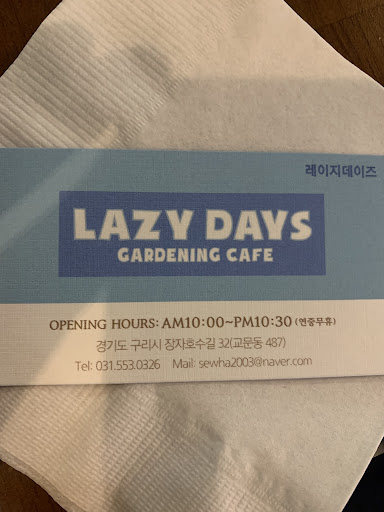 레이지데이즈
LAZY DAYS
GARDENING CAFE
OPENING HOURS: AM10:00~PM10:30 (연중무휴)
경기도 구리시 장자호수길 32(교문동 487)
Tel: 031.553.0326 Mail: sewha2003@naver.com